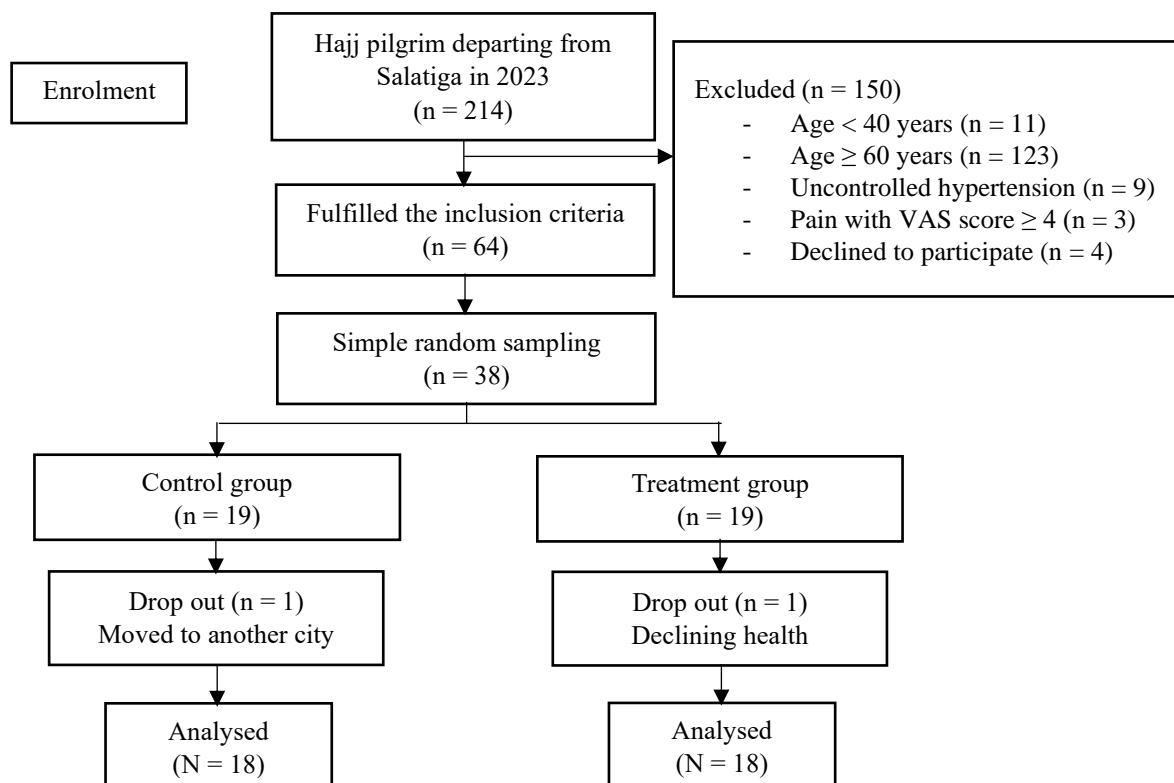 Enrolment
Hajj pilgrim departing from
Salatiga in 2023
(n = 214)
Excluded (n = 150)
- Age < 40 years (n = 11)
- Age ≥ 60 years (n = 123)
- Uncontrolled hypertension (n = 9)
- Pain with VAS score ≥ 4 (n = 3)
- Declined to participate (n = 4)
Fulfilled the inclusion criteria
(n = 64)
Simple random sampling
(n = 38)
Control group
(n = 19)
Treatment group
(n = 19)
Drop out (n = 1)
Moved to another city
Drop out (n = 1)
Declining health
Analysed
(N = 18)
Analysed
(N = 18)